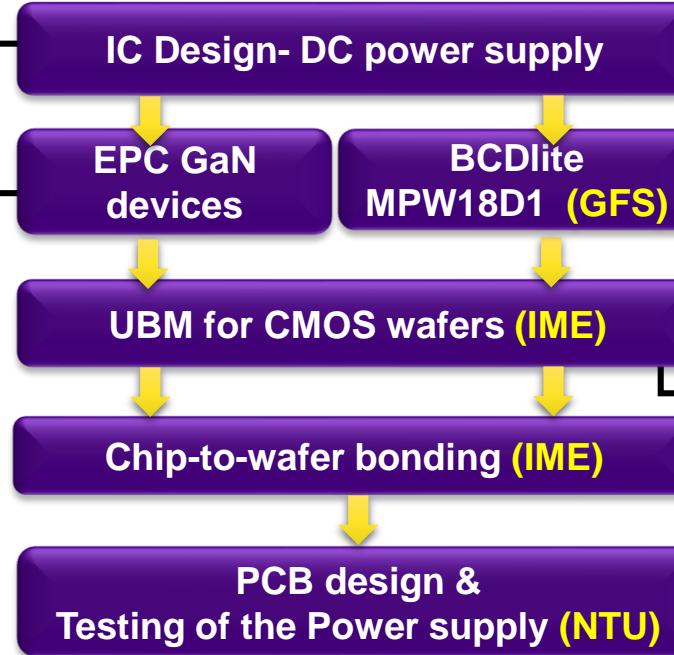 IC Design- DC power supply
EPC GaN
devices
BCDlite
MPW18D1 (GFS)
UBM for CMOS wafers (IME)
Chip-to-wafer bonding (IME)
PCB design &
Testing of the Power supply (NTU)